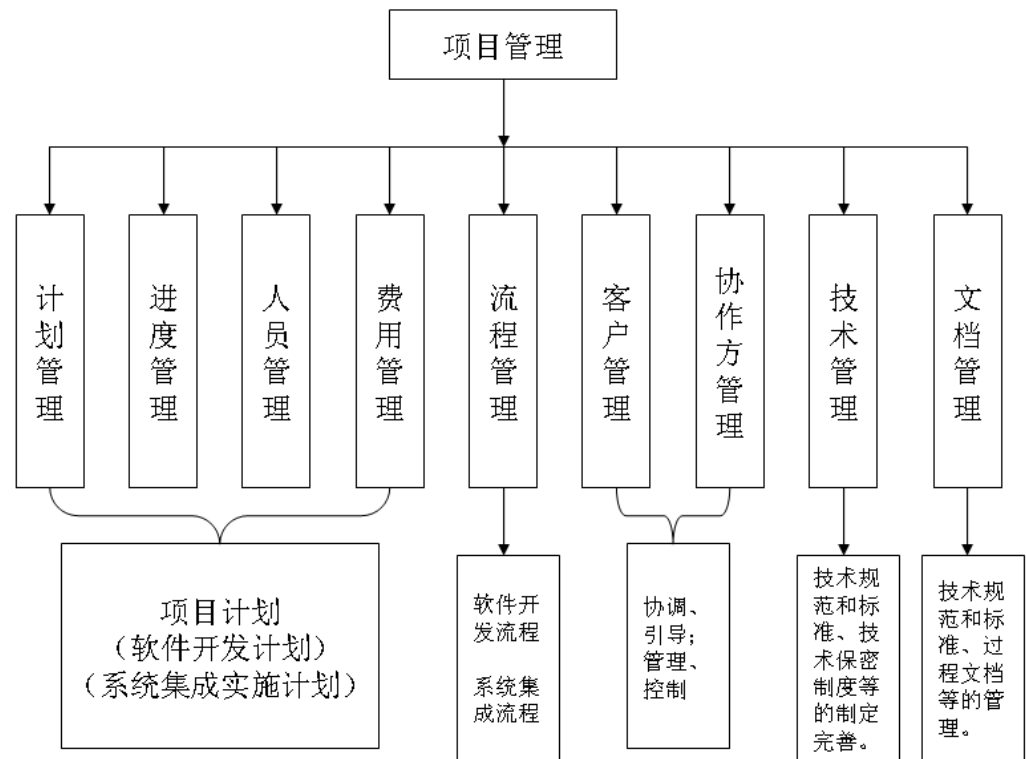 项目管理
计划管理
进度管理
人员管理
费用管理
流程管理
客户管理
协作方管理
技术管理
文档管理
项目计划
（软件开发计划）
（系统集成实施计划）
软件开
发流程
系统集
成流程
协调、
引导；
管理、
控制
技术规
范和标
准、技
术保密
制度等
的制定
完善。
技术规
范和标
准、过
程文档
等的管
理。